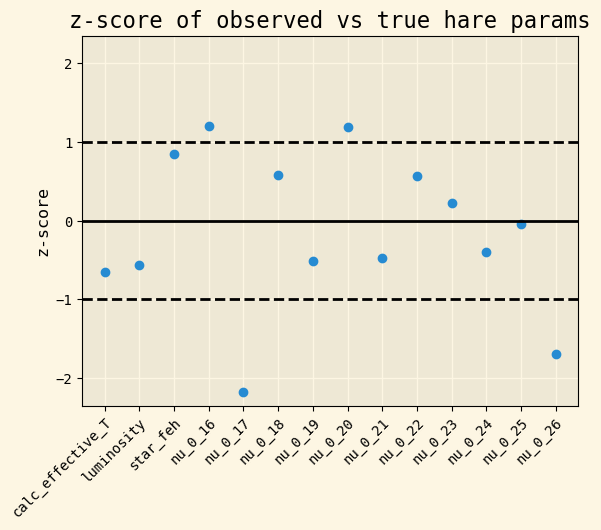 z-score of observed vs true hare params
z-score
2
1
0
−1
−2
calc_effective_T
luminosity
star_feh
nu_0_16
nu_0_17
nu_0_18
nu_0_19
nu_0_20
nu_0_21
nu_0_22
nu_0_23
nu_0_24
nu_0_25
nu_0_26